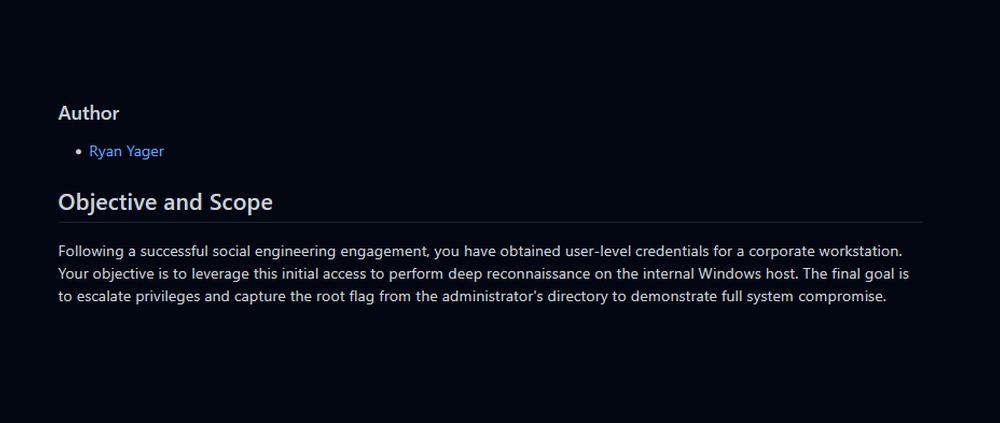 Author
Ryan Yager
Objective and Scope
Following a successful social engineering engagement, you have obtained user-level credentials for a corporate workstation.
Your objective is to leverage this initial access to perform deep reconnaissance on the internal Windows host. The final goal is
to escalate privileges and capture the root flag from the administrator's directory to demonstrate full system compromise.